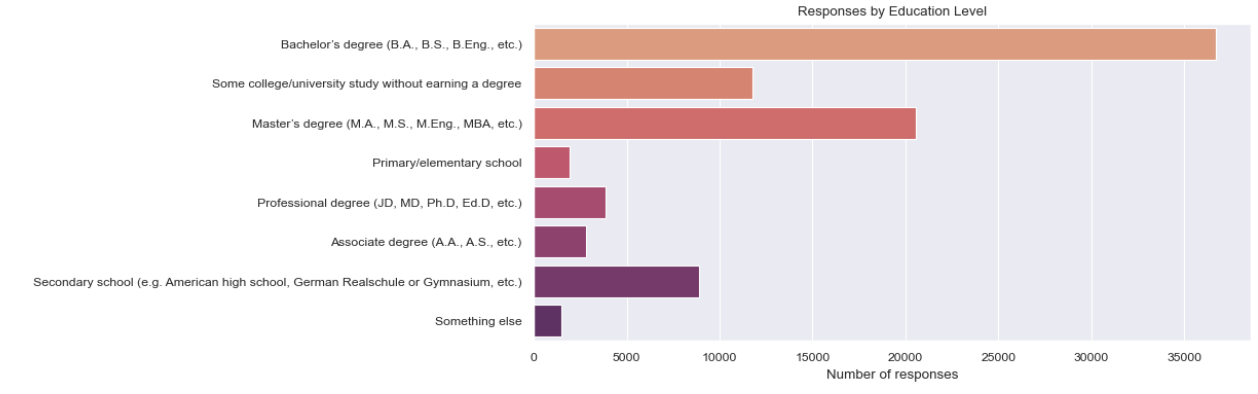 Responses by Education Level
Bachelor’s degree (B.A., B.S., B.Eng., etc.)
Some college/university study without earning a degree
Master’s degree (M.A., M.S., M.Eng., MBA, etc.)
Primary/elementary school
Professional degree (JD, MD, Ph.D, Ed.D, etc.)
Associate degree (A.A., A.S., etc.)
Secondary school (e.g. American high school, German Realschule or Gymnasium, etc.)
Something else
0 5000 10000 15000 20000 25000 30000 35000
Number of responses